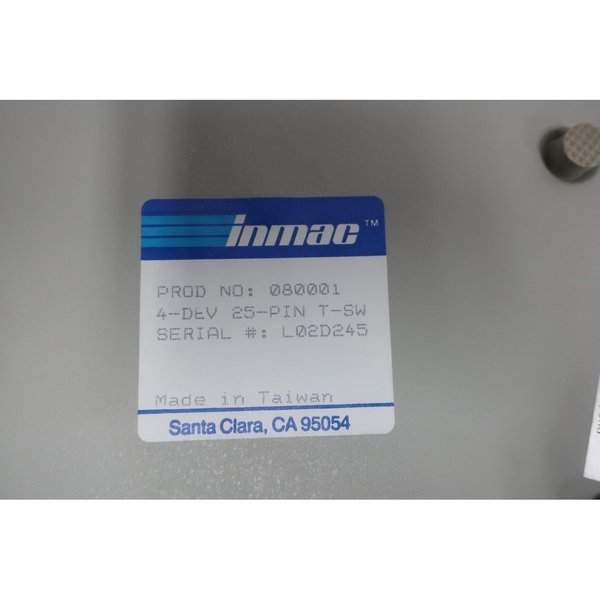 inmac™
PROD NO: 080001
4-DEV 25-PIN T-SW
SERIAL #: L02D245
Made in Taiwan
Santa Clara, CA 95054